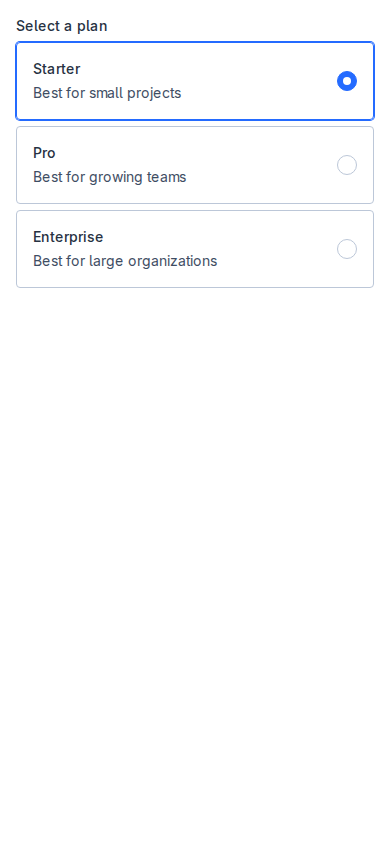 Select a plan
Starter
Best for small projects
Pro
Best for growing teams
Enterprise
Best for large organizations